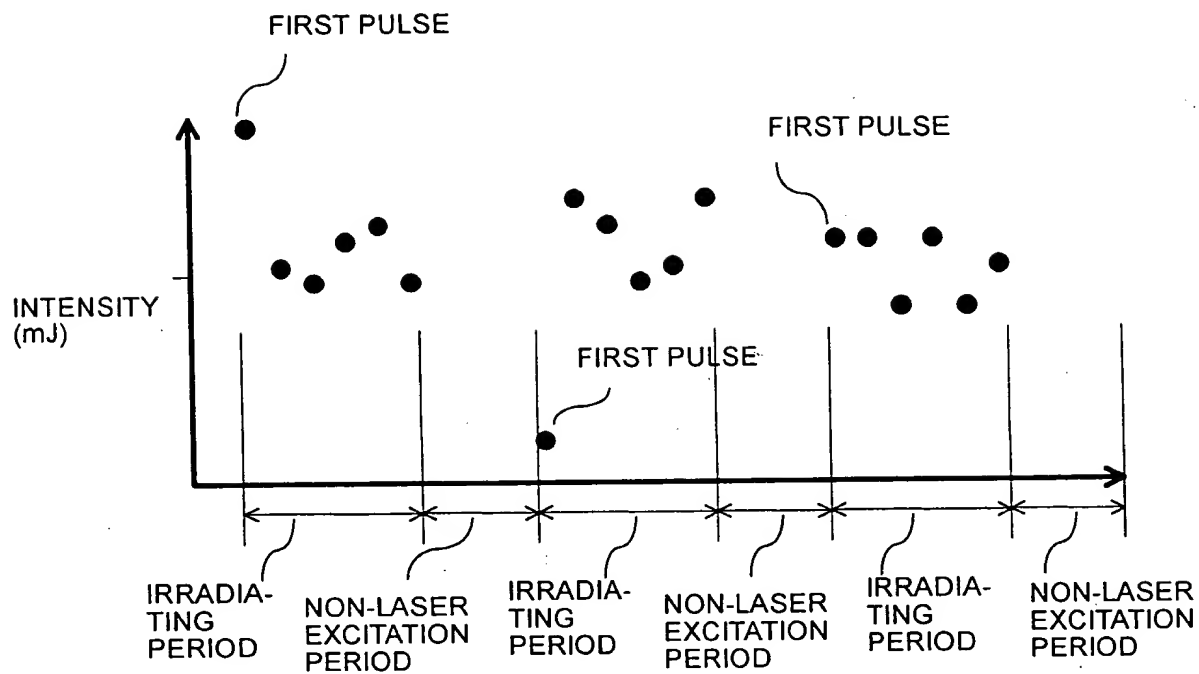 FIRST PULSE
FIRST PULSE
INTENSITY
(mJ)
FIRST PULSE
IRRADIA-
TING
PERIOD
NON-LASER
EXCITATION
PERIOD
IRRADIA-
TING
PERIOD
NON-LASER
EXCITATION
PERIOD
IRRADIA-
TING
PERIOD
NON-LASER
EXCITATION
PERIOD